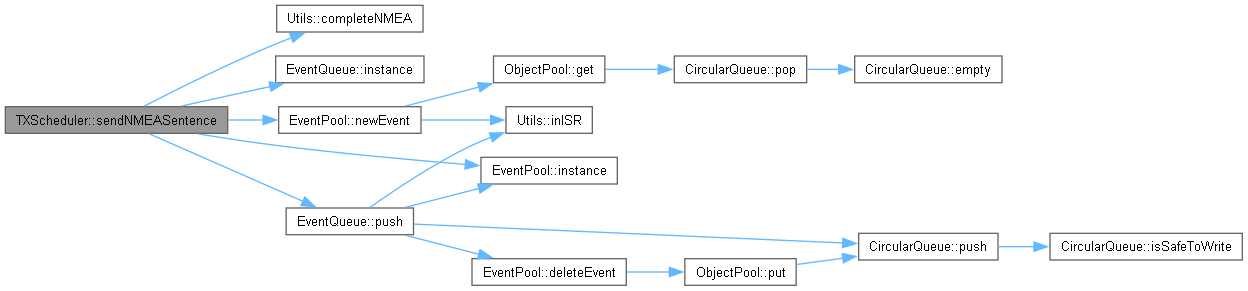 Utils::completeNMEA
EventQueue::instance
ObjectPool::get
CircularQueue::pop
CircularQueue::empty
TXScheduler::sendNMEASentence
EventPool::newEvent
Utils::inISR
EventPool::instance
EventQueue::push
CircularQueue::push
CircularQueue::isSafeToWrite
EventPool::deleteEvent
ObjectPool::put